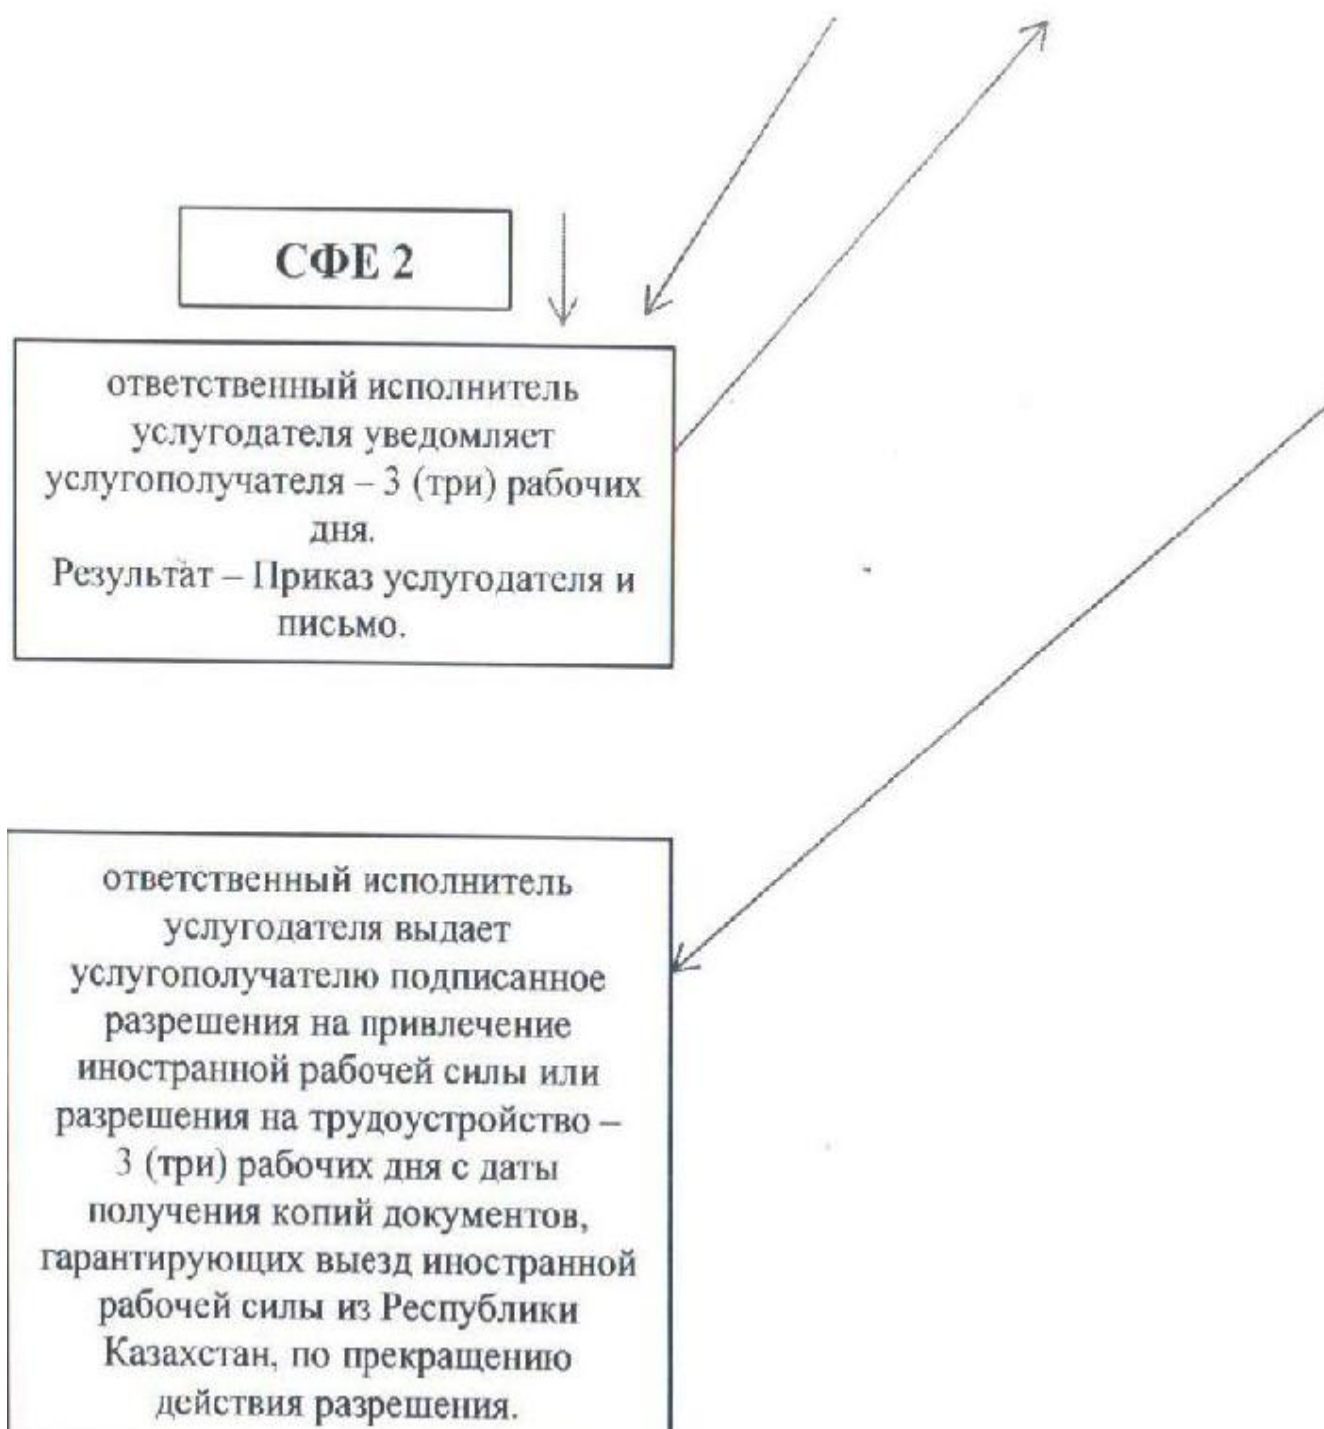 СФЕ 2
ответственный исполнитель
услугодателя уведомляет
услугополучателя – 3 (три) рабочих
дня.
Результат – Приказ услугодателя и
письмо.
ответственный исполнитель
услугодателя выдает
услугополучателю подписанное
разрешения на привлечение
иностранной рабочей силы или
разрешения на трудоустройство –
3 (три) рабочих дня с даты
получения копий документов,
гарантирующих выезд иностранной
рабочей силы из Республики
Казахстан, по прекращению
действия разрешения.